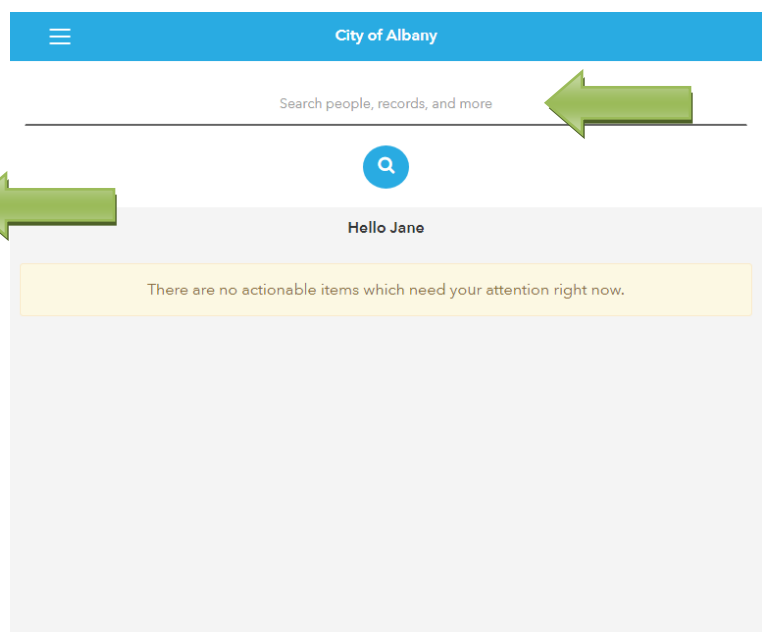 City of Albany
Search people, records, and more
Hello Jane
There are no actionable items which need your attention right now.